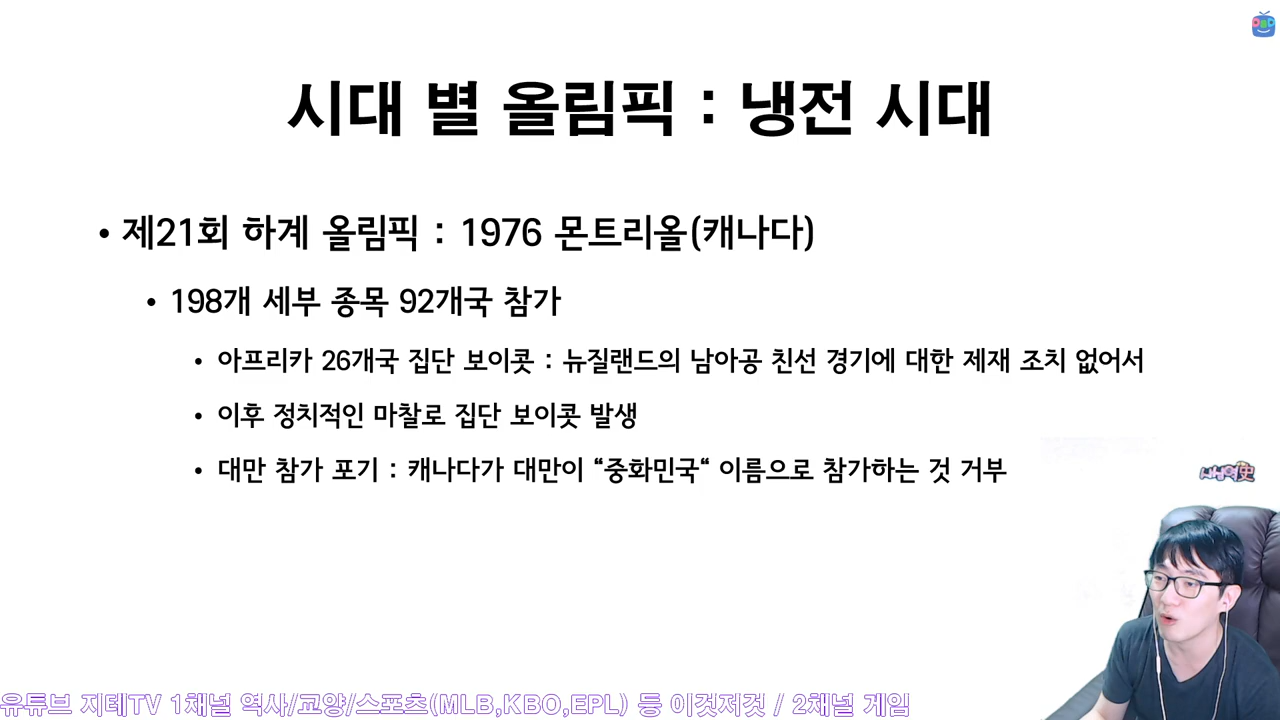 시대 별 올림픽 : 냉전 시대
• 제21회 하계 올림픽 : 1976 몬트리올(캐나다)
• 198개 세부 종목 92개국 참가
• 아프리카 26개국 집단 보이콧 : 뉴질랜드의 남아공 친선 경기에 대한 제재 조치 없어서
• 이후 정치적인 마찰로 집단 보이콧 발생
• 대만 참가 포기 : 캐나다가 대만이 “중화민국“ 이름으로 참가하는 것 거부
유튜브 지테TV 1채널 역사/교양/스포츠(MLB,KBO,EPL) 등 이것저것 / 2채널 게임